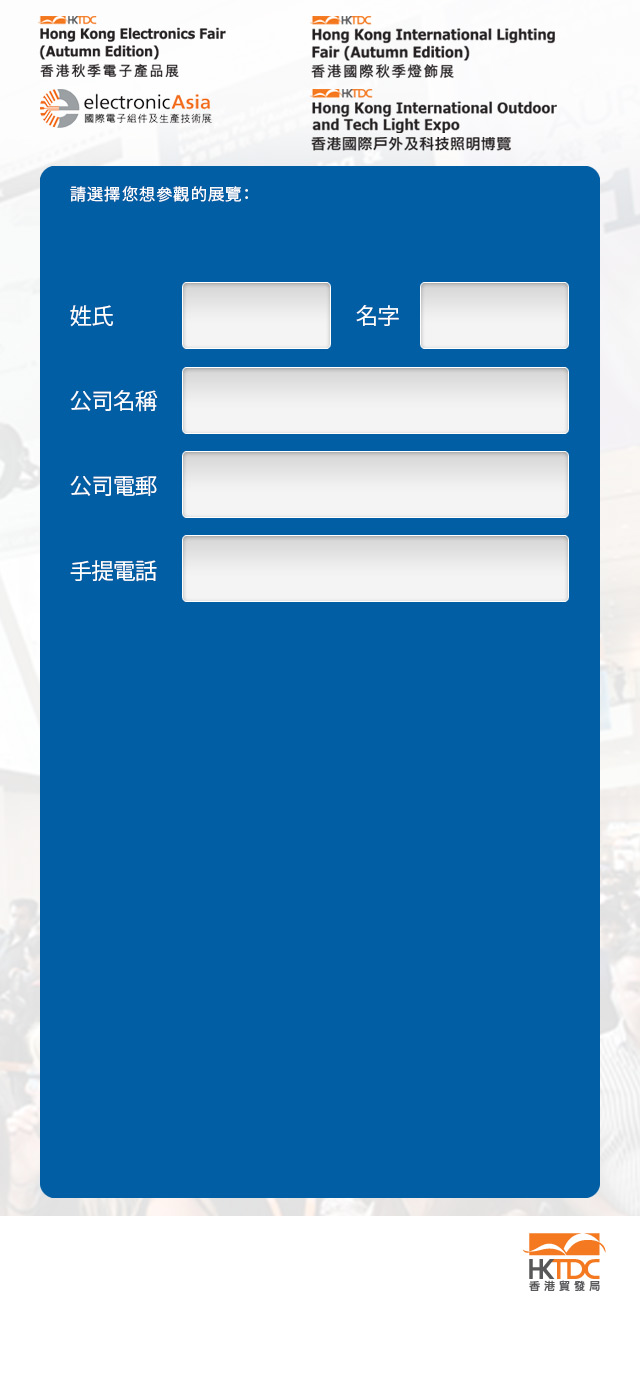 HKTDC
Hong Kong Electronics Fair
(Autumn Edition)
香港秋季電子產品展
electronicAsia
國際電子組件及生產技術展
HKTDC
Hong Kong International Lighting
Fair (Autumn Edition)
香港國際秋季燈飾展
HKTDC
Hong Kong International Outdoor
and Tech Light Expo
香港國際戶外及科技照明博覽
請選擇您想參觀的展覽:
姓氏 名字
公司名稱
公司電郵
手提電話
HKTDC
香港貿發局